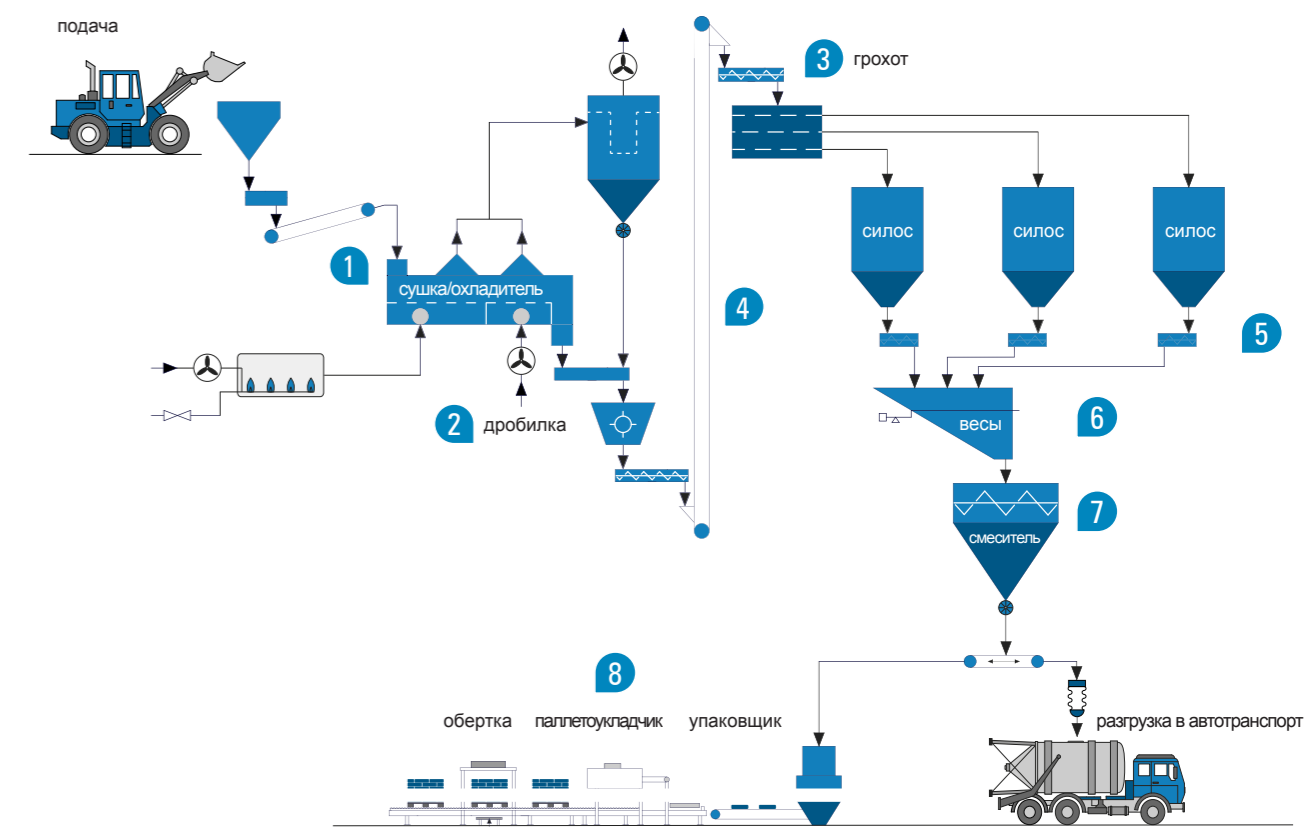 подача
3
грохот
силос
силос
силос
1
сушка/охладитель
4
5
2
дробилка
6
весы
7
смеситель
8
обертка
паллетоукладчик
упаковщик
разгрузка в автотранспорт